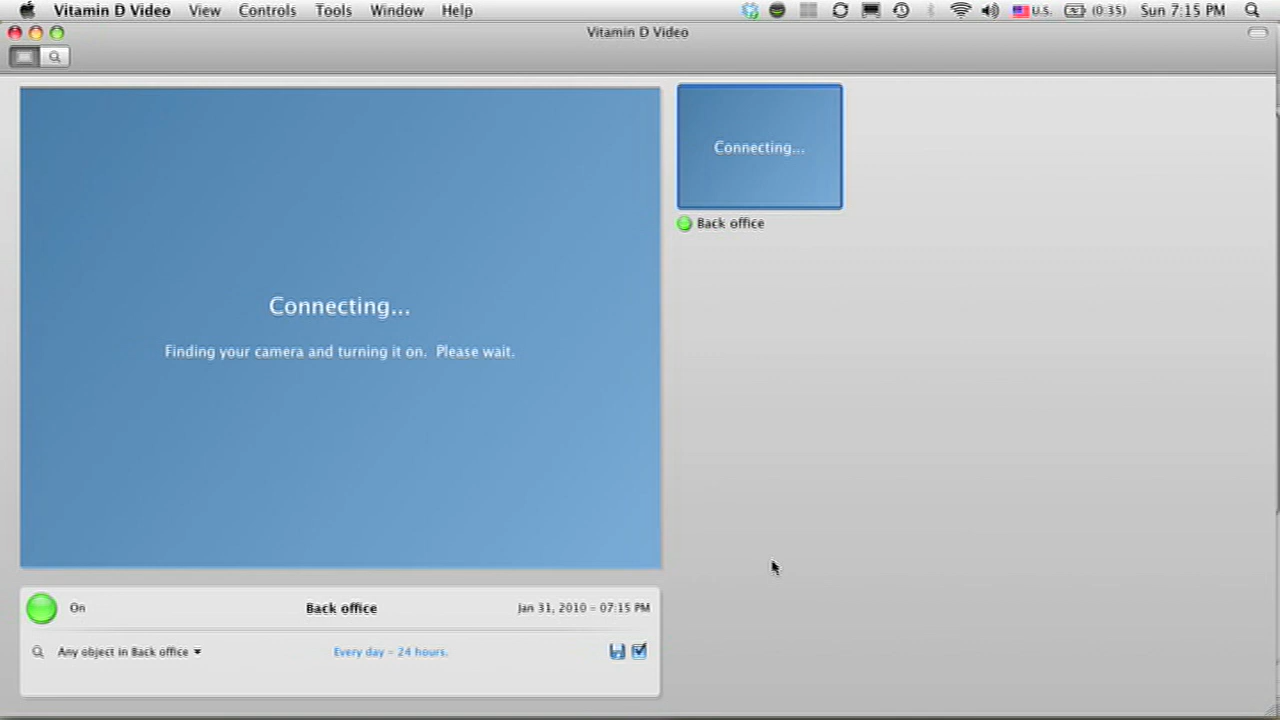 Vitamin D Video View Controls Tools Window Help U.S. (0:35) Sun 7:15 PM
Vitamin D Video
Connecting...
Back office
Connecting...
Finding your camera and turning it on. Please wait.
On Back office Jan 31, 2010 - 07:15 PM
Any object in Back office Every day - 24 hours.